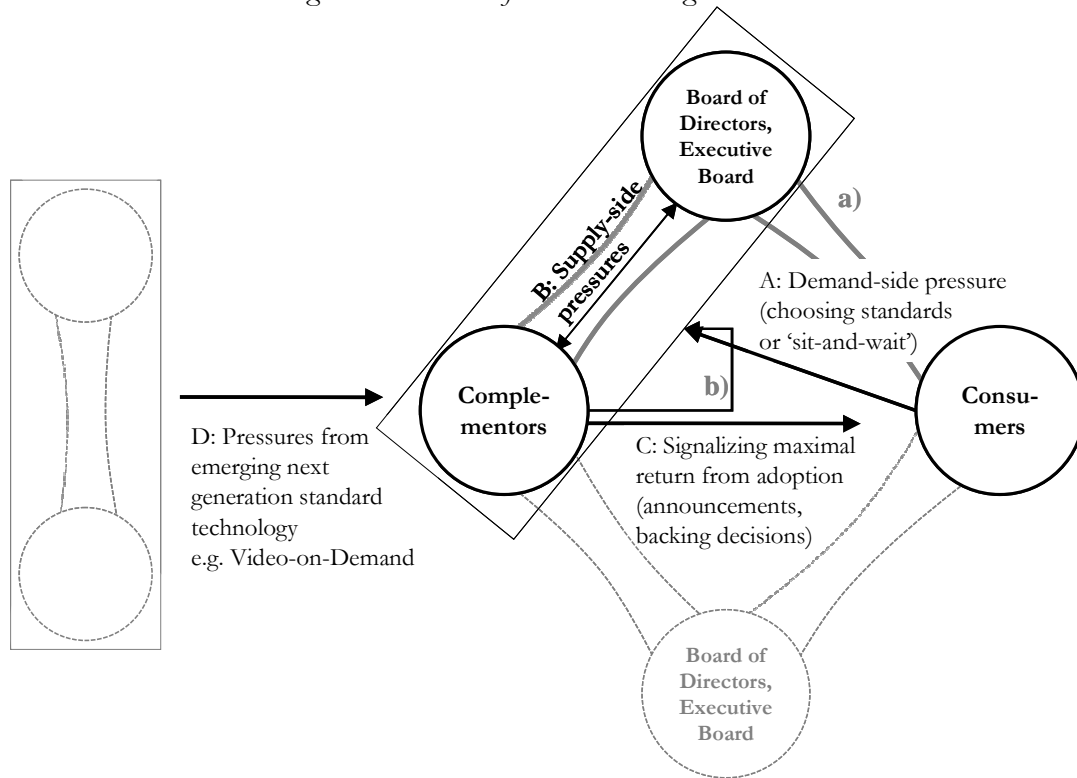 Board of
Directors,
Executive
Board
a)
B: Supply-side
pressures
A: Demand-side pressure
(choosing standards
or ‘sit-and-wait’)
b)
Comple-
mentors
Consu-
mers
D: Pressures from
emerging next
generation standard
technology
e.g. Video-on-Demand
C: Signalizing maximal
return from adoption
(announcements,
backing decisions)
Board of
Directors,
Executive
Board